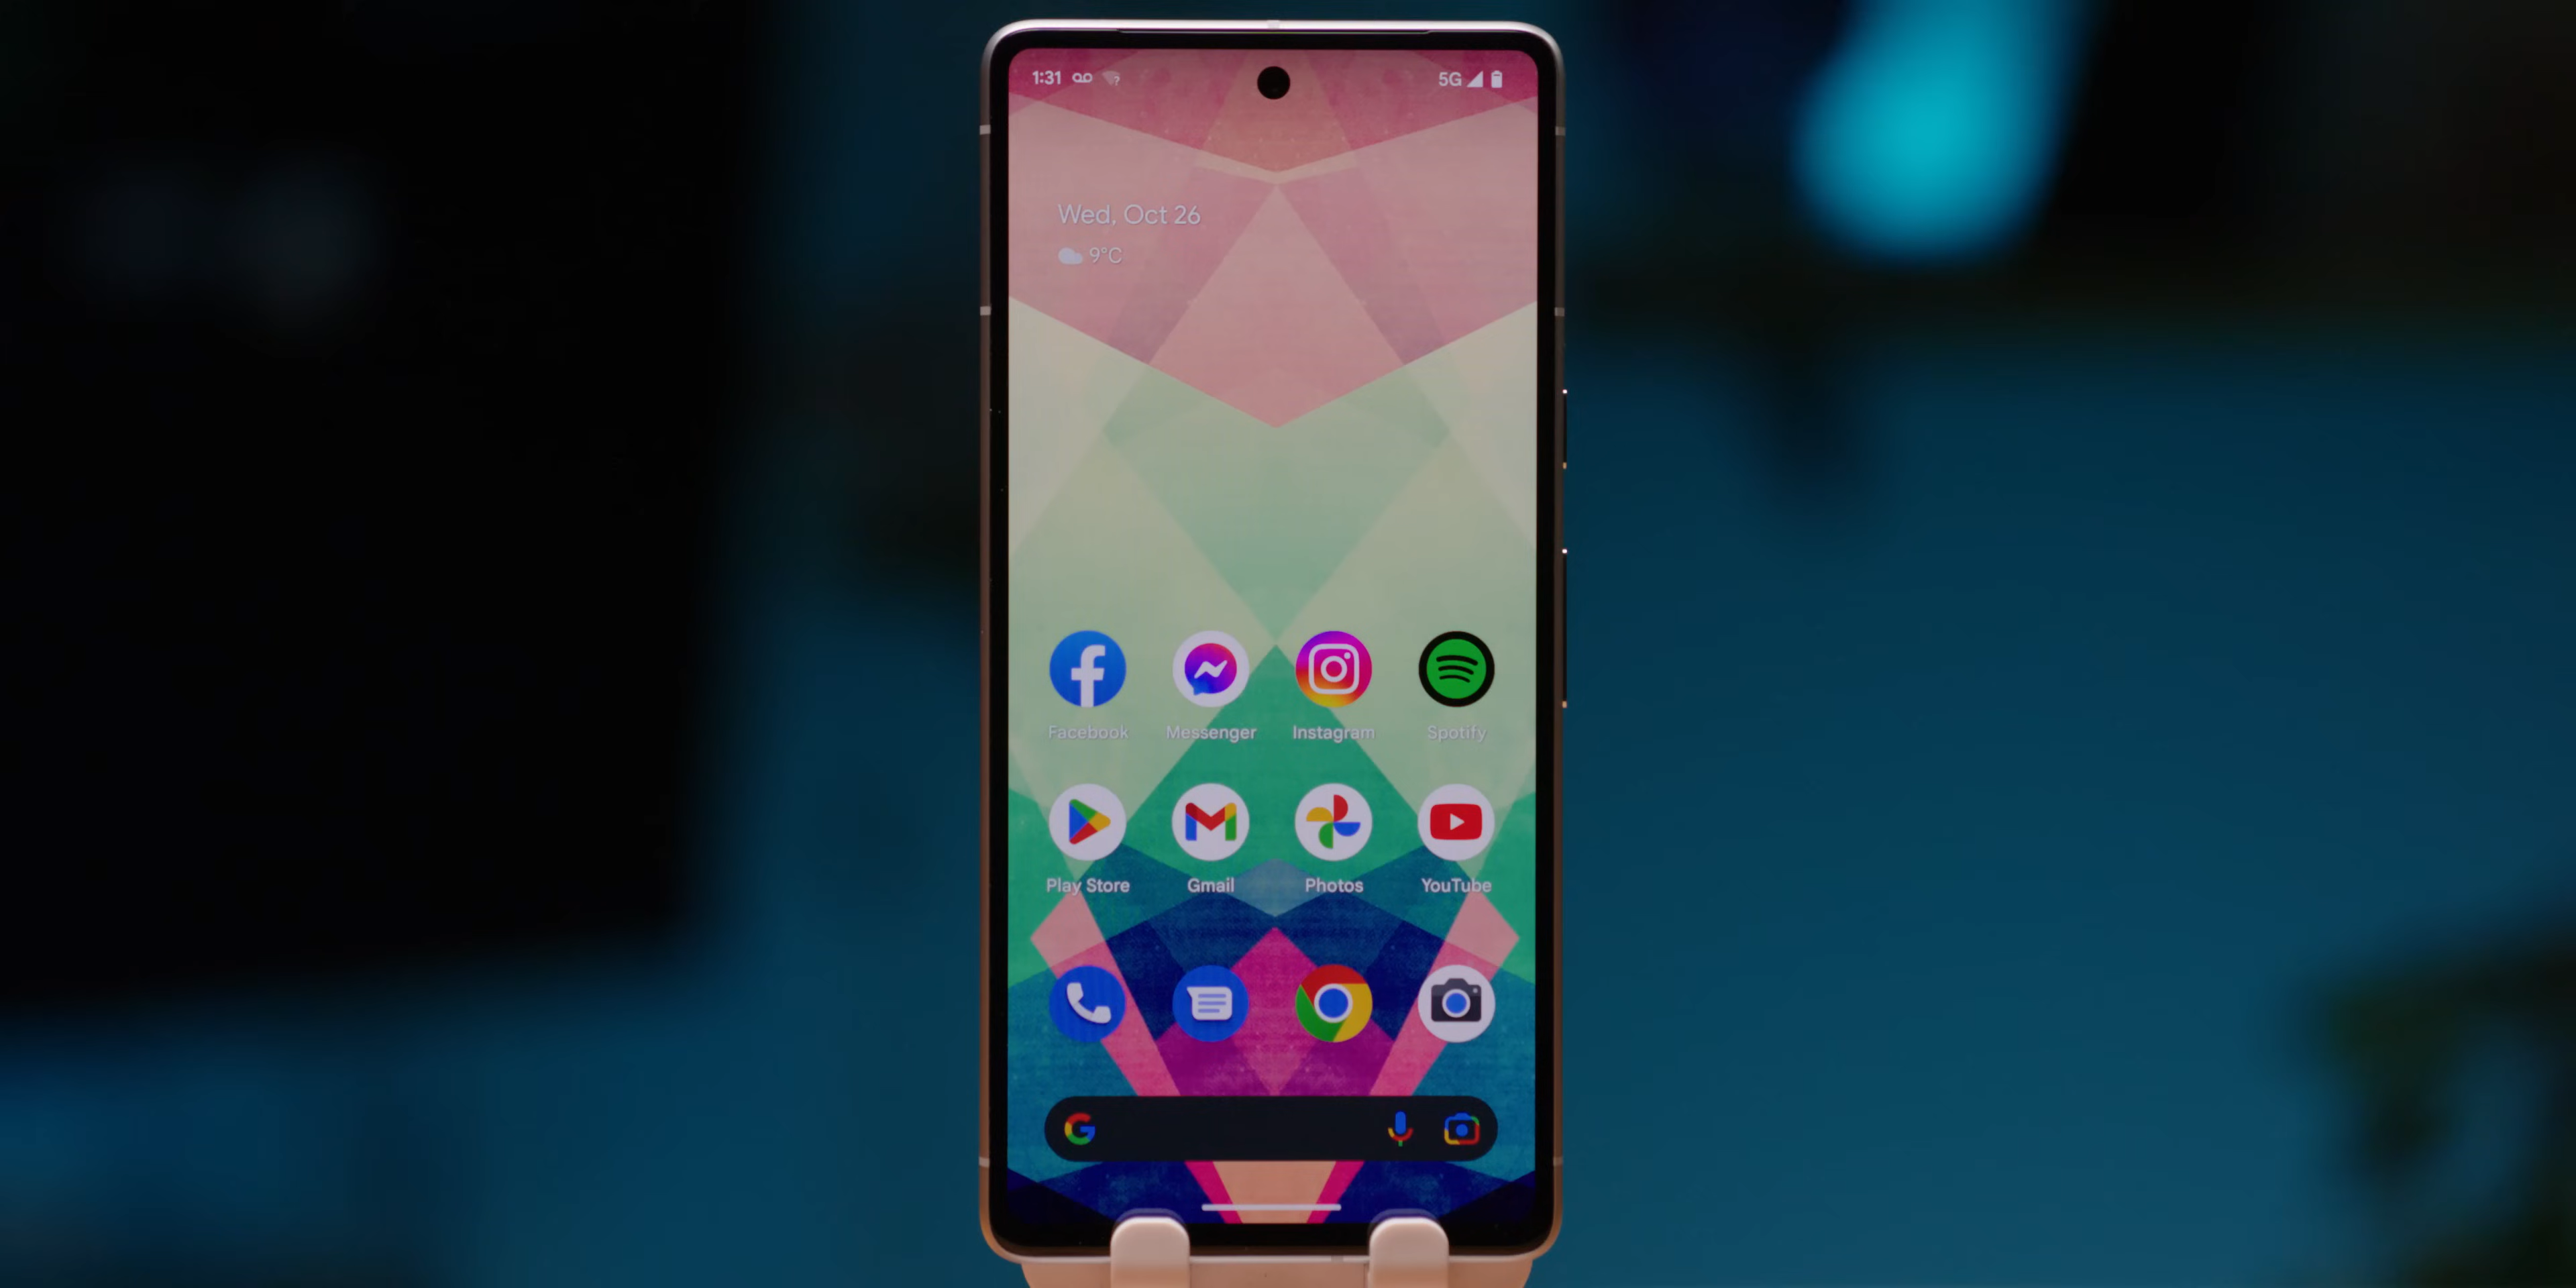 1:31 5G
Wed, Oct 26
9°C
Facebook Messenger Instagram Spotify
Play Store Gmail Photos YouTube